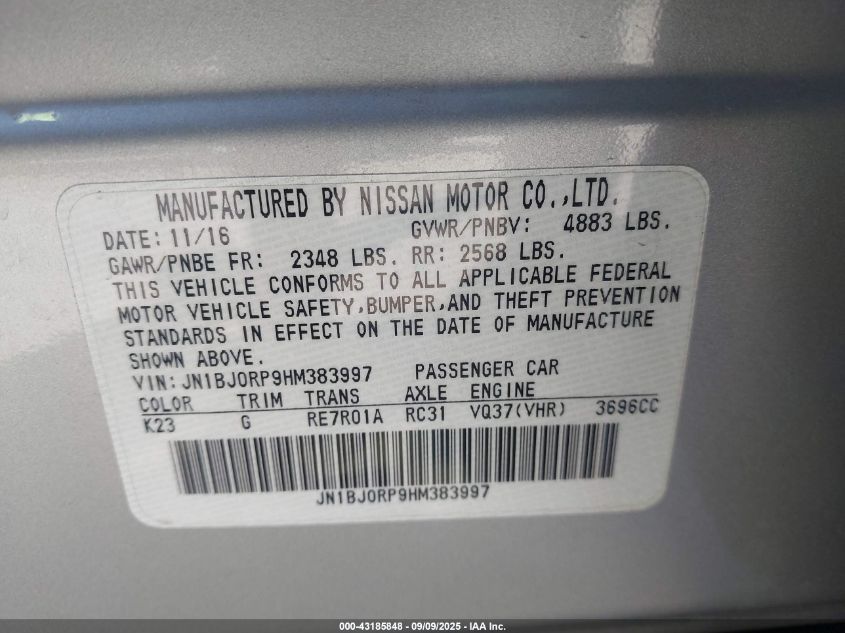 MANUFACTURED BY NISSAN MOTOR CO.,LTD.
DATE: 11/16 GVWR/PNBV: 4883 LBS.
GAWR/PNBE FR: 2348 LBS. RR: 2568 LBS.
THIS VEHICLE CONFORMS TO ALL APPLICABLE FEDERAL
MOTOR VEHICLE SAFETY,BUMPER,AND THEFT PREVENTION
STANDARDS IN EFFECT ON THE DATE OF MANUFACTURE
SHOWN ABOVE.
VIN: JN1BJ0RP9HM383997 PASSENGER CAR
COLOR TRIM TRANS AXLE ENGINE
K23 G RE7R01A RC31 VQ37(VHR) 3696CC
JN1BJ0RP9HM383997
000-43185848 - 09/09/2025 - IAA Inc.